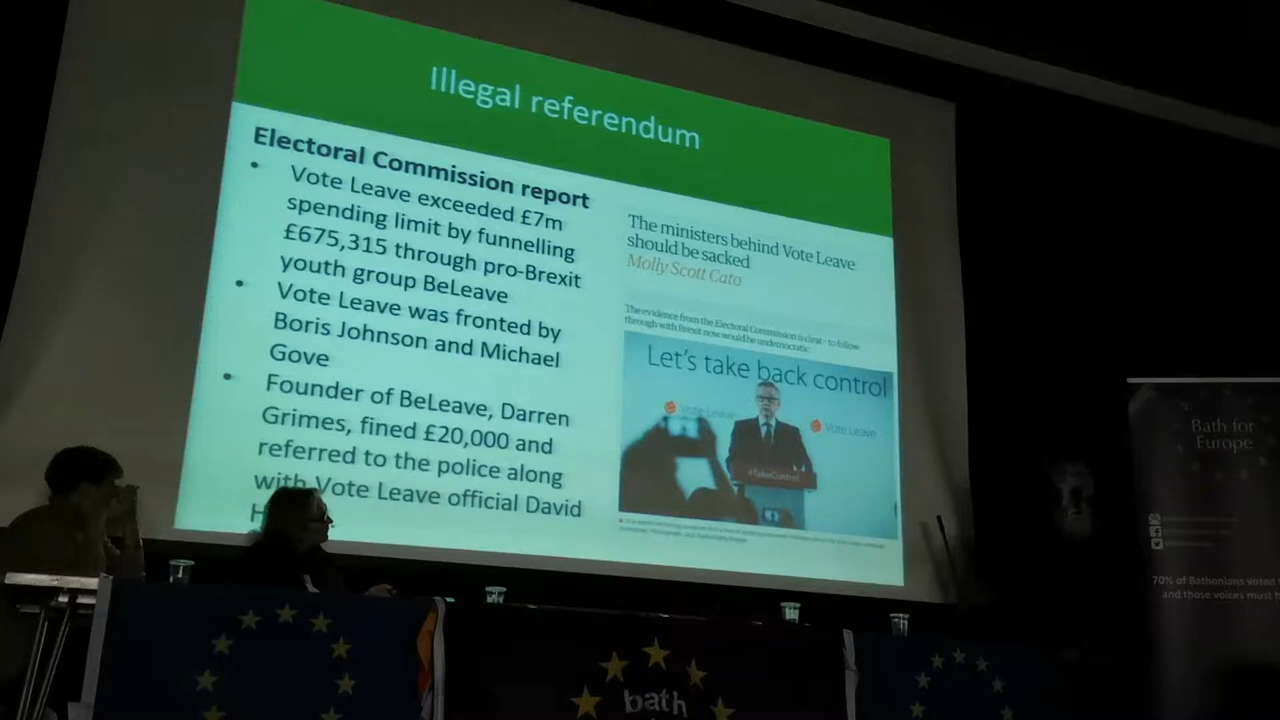 Illegal referendum
Electoral Commission report
• Vote Leave exceeded £7m
spending limit by funnelling
£675,315 through pro-Brexit
youth group BeLeave
• Vote Leave was fronted by
Boris Johnson and Michael
Gove
• Founder of BeLeave, Darren
Grimes, fined £20,000 and
referred to the police along
with Vote Leave official David
H
The ministers behind Vote Leave
should be sacked
Molly Scott Cato
The evidence from the Electoral Commission is clear – to follow
through with Brexit now would be undemocratic
Let's take back control
Vote Leave
Vote Leave
#TakeControl
Bath for
Europe
70% of Bathonians voted
and those voices must
bath